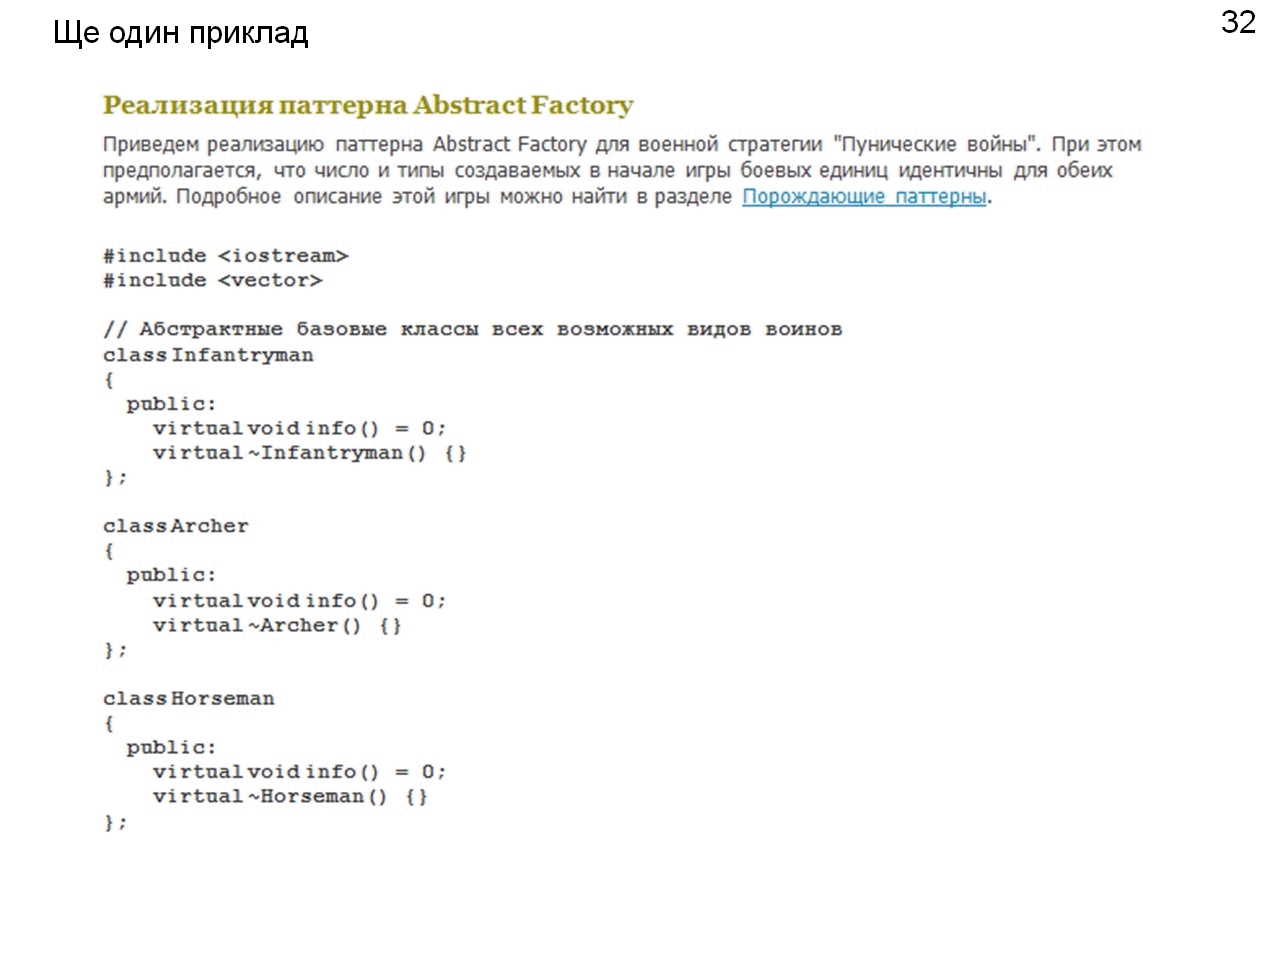 Ще один приклад
32
Реализация паттерна Abstract Factory
Приведем реализацию паттерна Abstract Factory для военной стратегии "Пунические войны". При этом
предполагается, что число и типы создаваемых в начале игры боевых единиц идентичны для обеих
армий. Подробное описание этой игры можно найти в разделе Порождающие паттерны.
#include <iostream>
#include <vector>
// Абстрактные базовые классы всех возможных видов воинов
class Infantryman
{
public:
virtual void info() = 0;
virtual ~Infantryman() {}
};
class Archer
{
public:
virtual void info() = 0;
virtual ~Archer() {}
};
class Horseman
{
public:
virtual void info() = 0;
virtual ~Horseman() {}
};